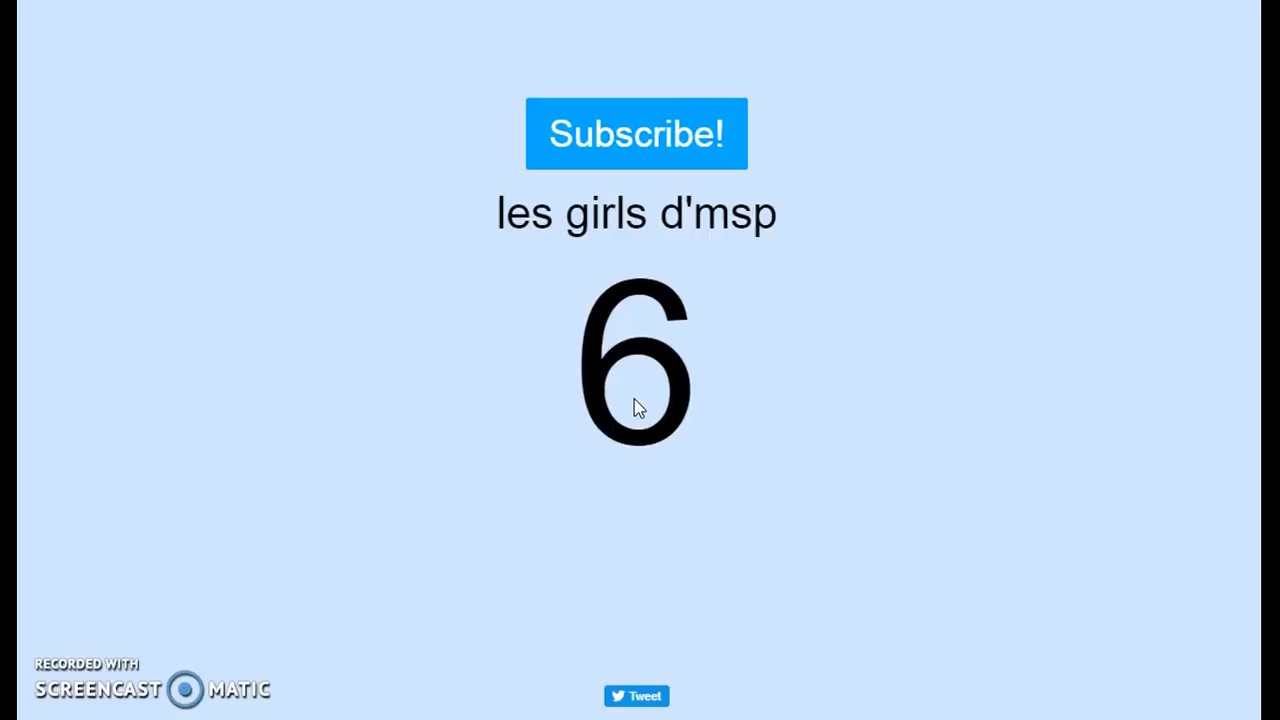 Subscribe!
les girls d'msp
6
RECORDED WITH
SCREENCAST MATIC
Tweet